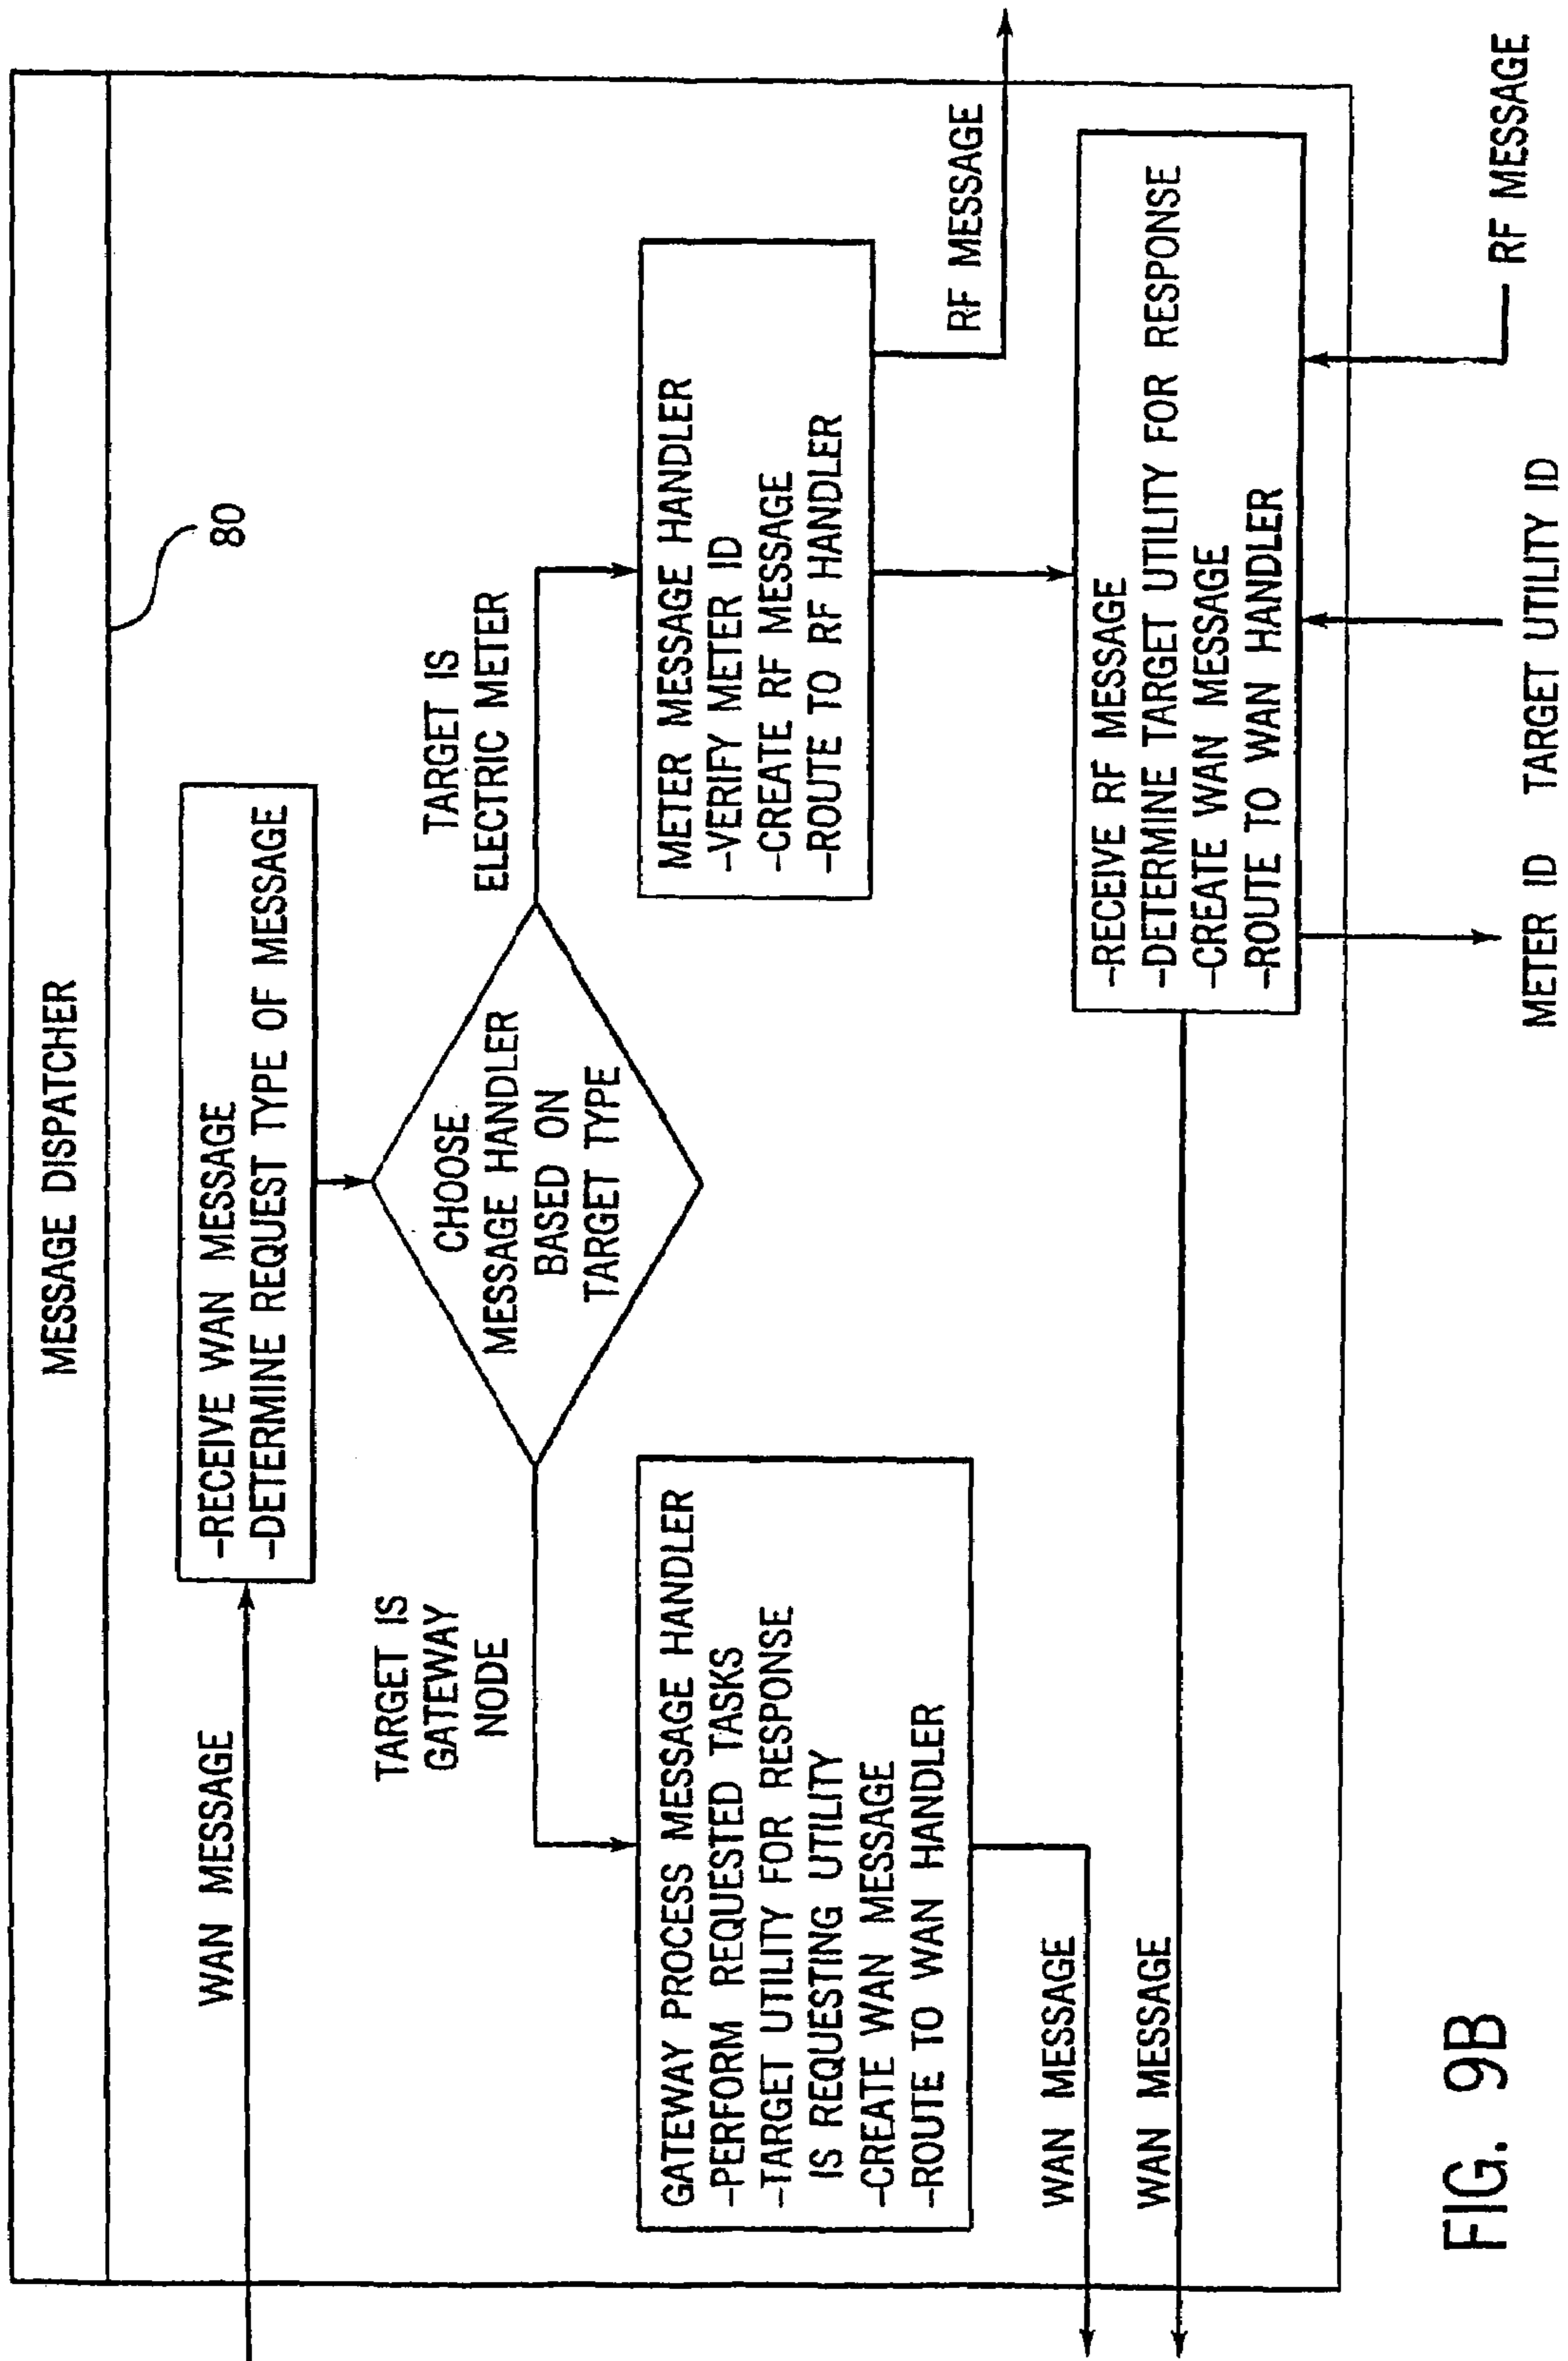 MESSAGE DISPATCHER
80
WAN MESSAGE
-RECEIVE WAN MESSAGE
-DETERMINE REQUEST TYPE OF MESSAGE
TARGET IS
GATEWAY
NODE
CHOOSE
MESSAGE HANDLER
BASED ON
TARGET TYPE
TARGET IS
ELECTRIC METER
GATEWAY PROCESS MESSAGE HANDLER
-PERFORM REQUESTED TASKS
-TARGET UTILITY FOR RESPONSE
IS REQUESTING UTILITY
-CREATE WAN MESSAGE
-ROUTE TO WAN HANDLER
METER MESSAGE HANDLER
-VERIFY METER ID
-CREATE RF MESSAGE
-ROUTE TO RF HANDLER
RF MESSAGE
WAN MESSAGE
WAN MESSAGE
-RECEIVE RF MESSAGE
-DETERMINE TARGET UTILITY FOR RESPONSE
-CREATE WAN MESSAGE
-ROUTE TO WAN HANDLER
METER ID
TARGET UTILITY ID
RF MESSAGE
FIG. 9B